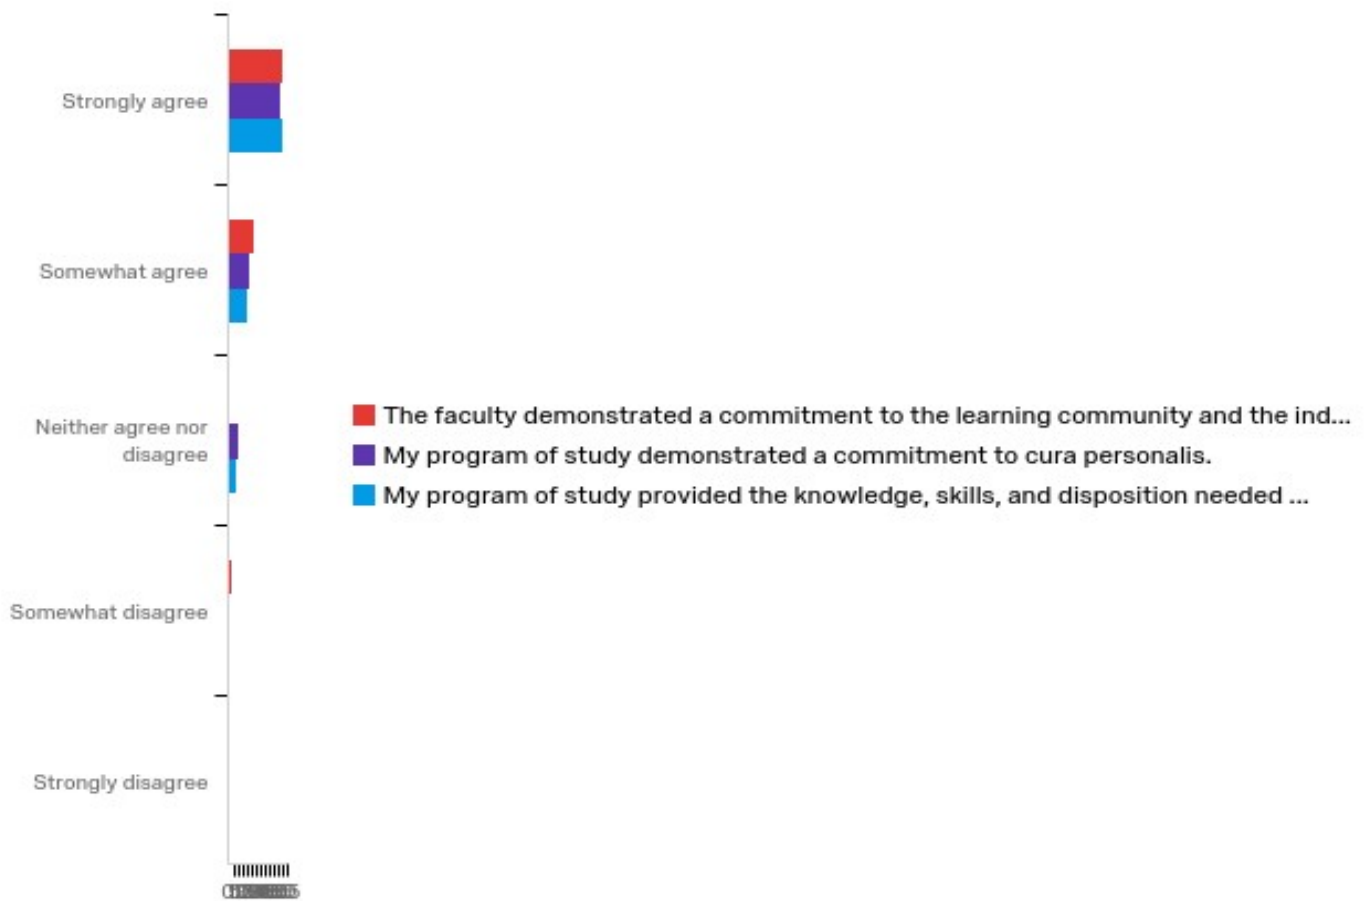 Strongly agree
Somewhat agree
Neither agree nor
disagree
The faculty demonstrated a commitment to the learning community and the ind...
My program of study demonstrated a commitment to cura personalis.
My program of study provided the knowledge, skills, and disposition needed ...
Somewhat disagree
Strongly disagree